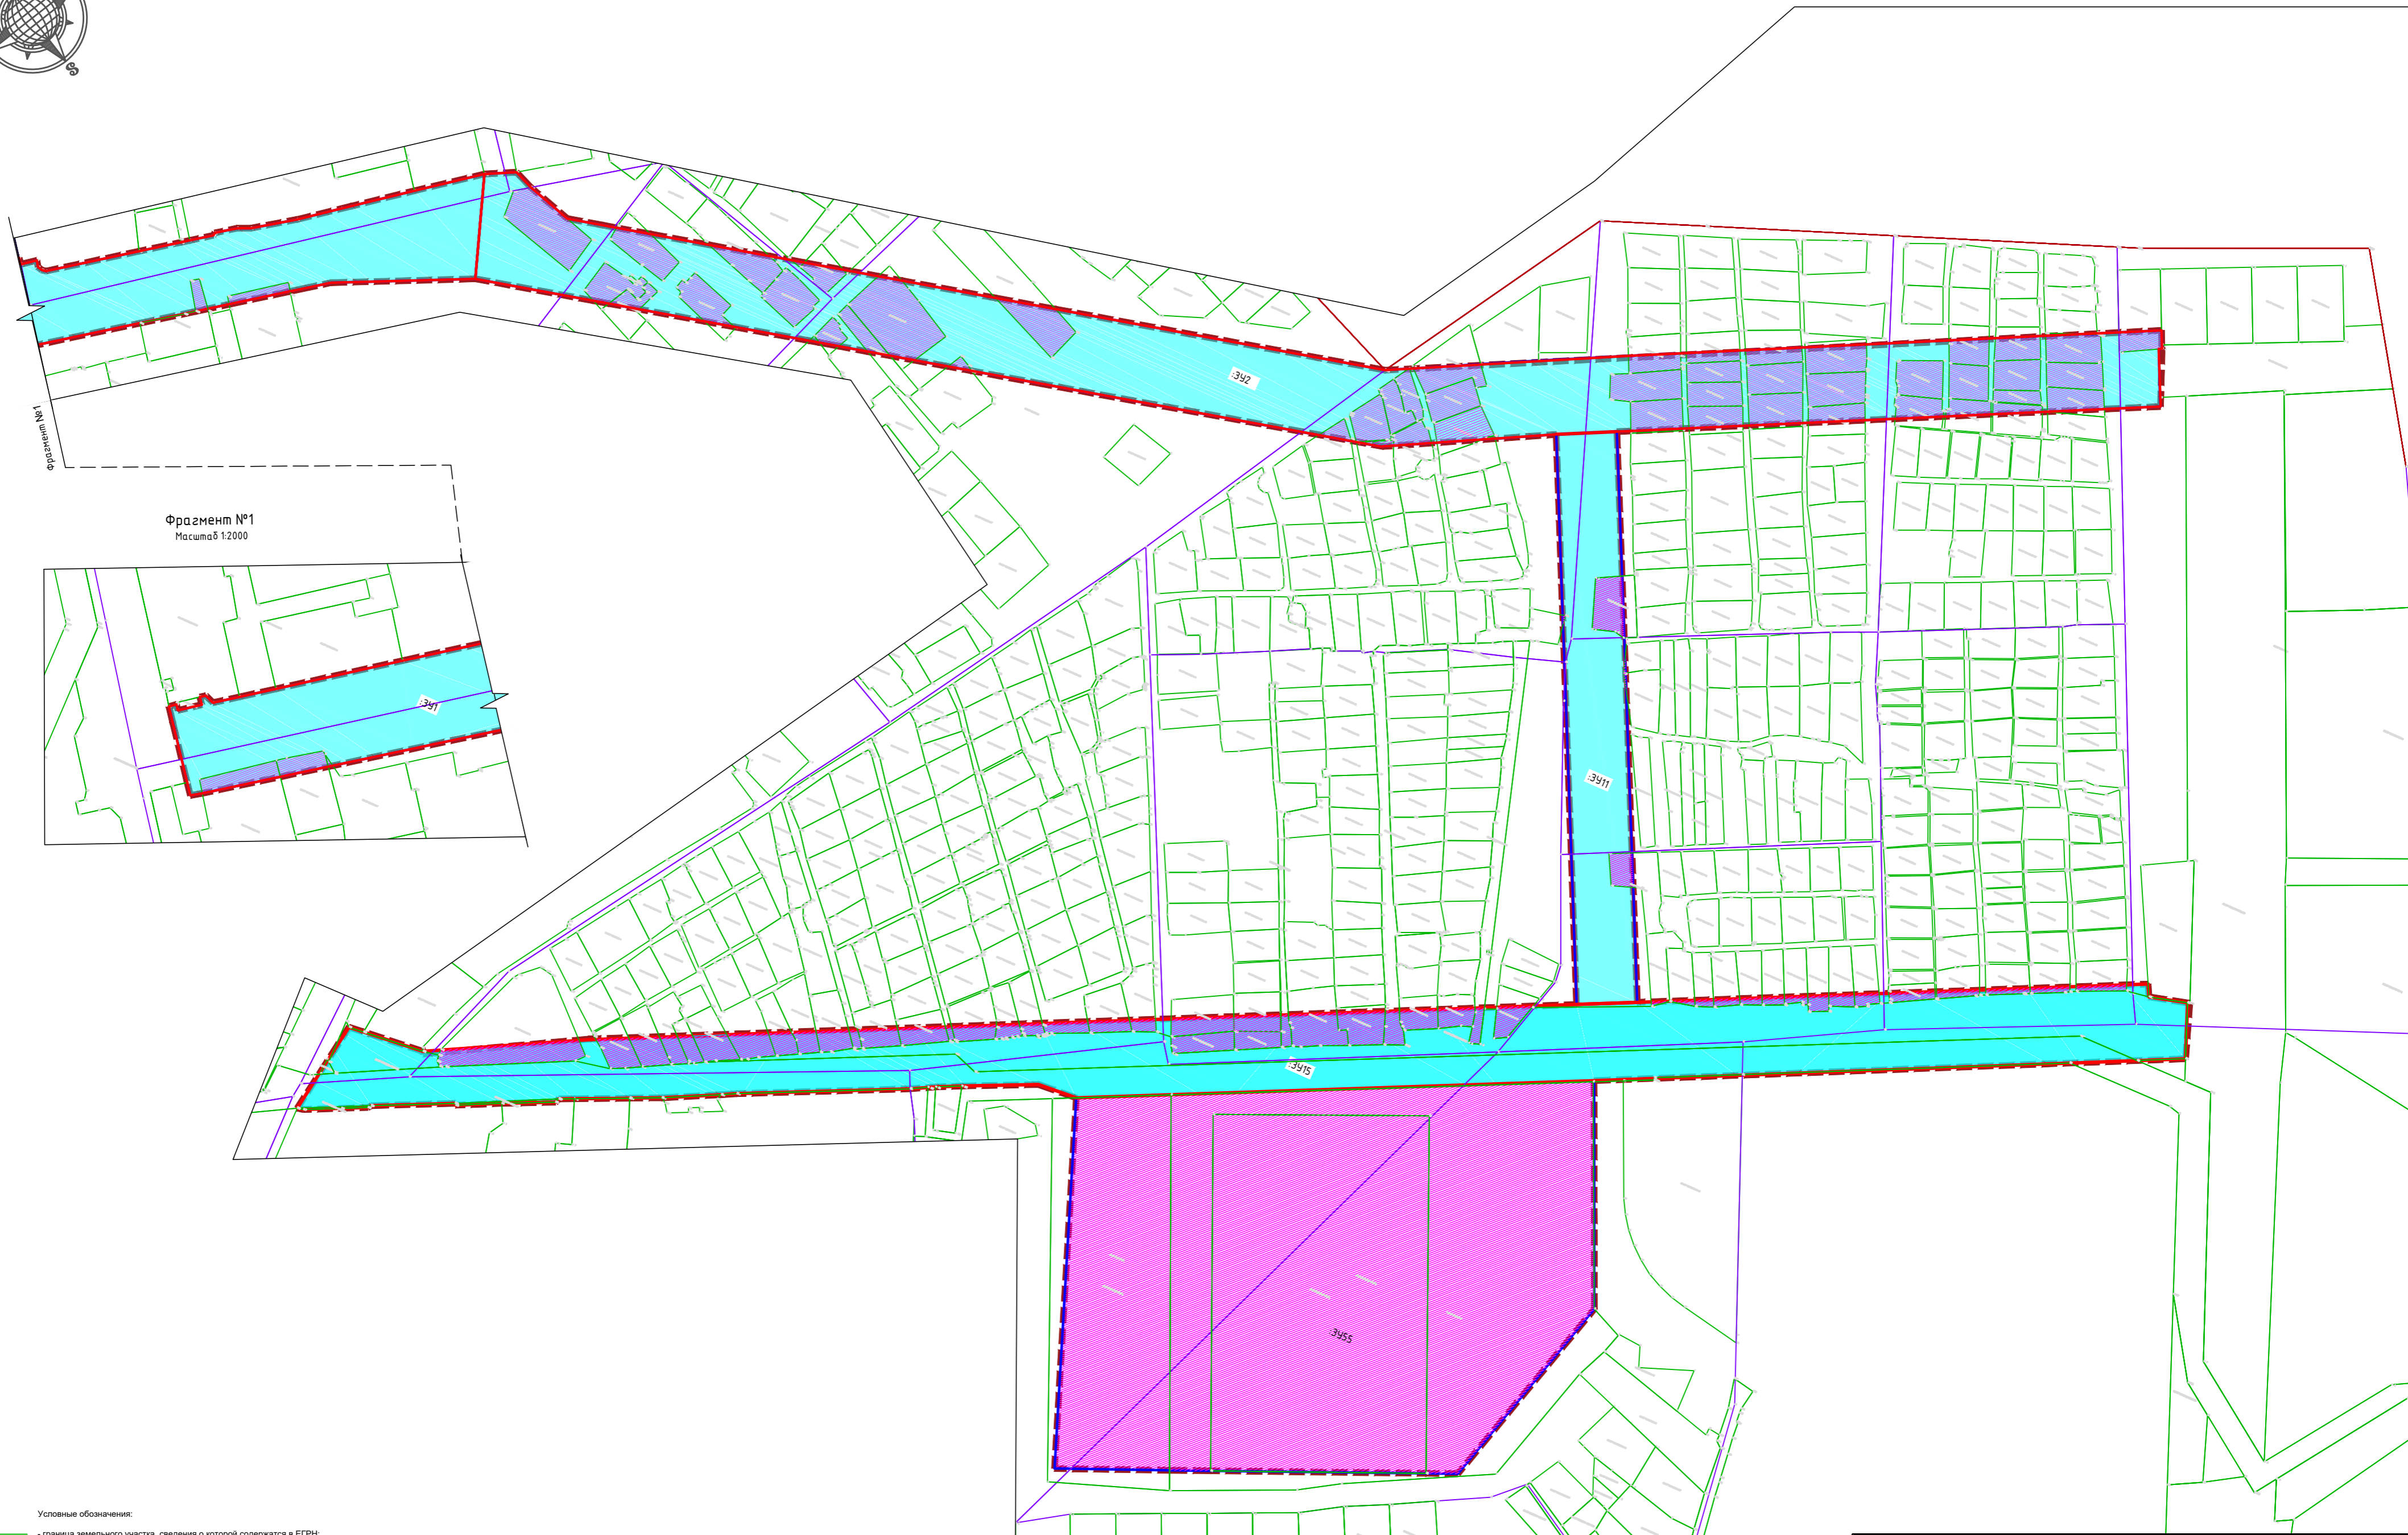 S
:ЗУ2
Фрагмент №1
Фрагмент №1
Масштаб 1:2000
:ЗУ1
:ЗУ11
:ЗУ15
:ЗУ55
Условные обозначения:
- граница земельного участка, сведения о которой содержатся в ЕГРН;